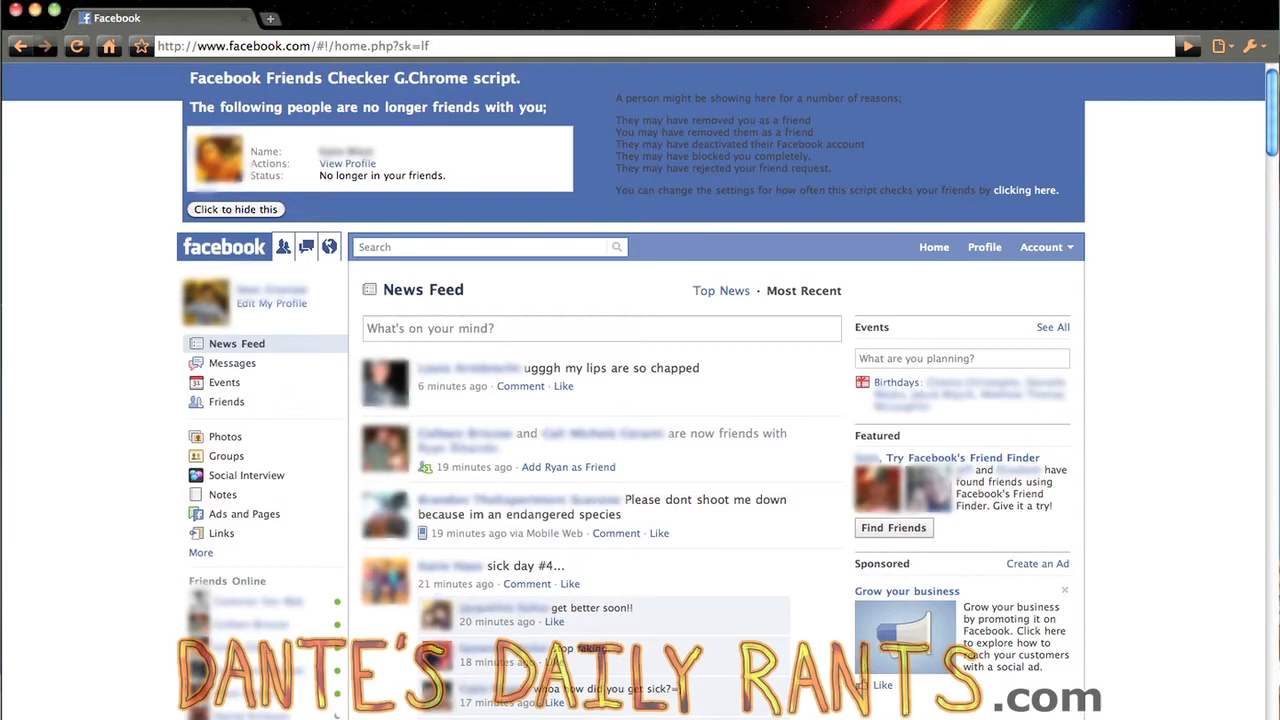 Facebook
http://www.facebook.com/#!/home.php?sk=lf
Facebook Friends Checker G.Chrome script.
The following people are no longer friends with you;
Name:
Actions: View Profile
Status: No longer in your friends.
Click to hide this
A person might be showing here for a number of reasons;
They may have removed you as a friend
You may have removed them as a friend
They may have deactivated their Facebook account
They may have blocked you completely.
They may have rejected your friend request.
You can change the settings for how often this script checks your friends by clicking here.
facebook
Search
Home Profile Account
Edit My Profile
News Feed
Messages
Events
Friends
Photos
Groups
Social Interview
Notes
Ads and Pages
Links
More
Friends Online
News Feed
Top News · Most Recent
What's on your mind?
ugggh my lips are so chapped
6 minutes ago · Comment · Like
and are now friends with
19 minutes ago · Add Ryan as Friend
Please dont shoot me down
because im an endangered species
19 minutes ago via Mobile Web · Comment · Like
sick day #4...
21 minutes ago · Comment · Like
get better soon!!
20 minutes ago · Like
faking.
18 minutes ago · Like
whoa how did you get sick?=]
17 minutes ago · Like
Events See All
What are you planning?
Birthdays:
Featured
, Try Facebook's Friend Finder
and have
found friends using
Facebook's Friend
Finder. Give it a try!
Find Friends
Sponsored Create an Ad
Grow your business
Grow your business
by promoting it on
Facebook. Click here
to explore how to
reach your customers
with a social ad.
Like
DANTE'S DAILY RANTS .com